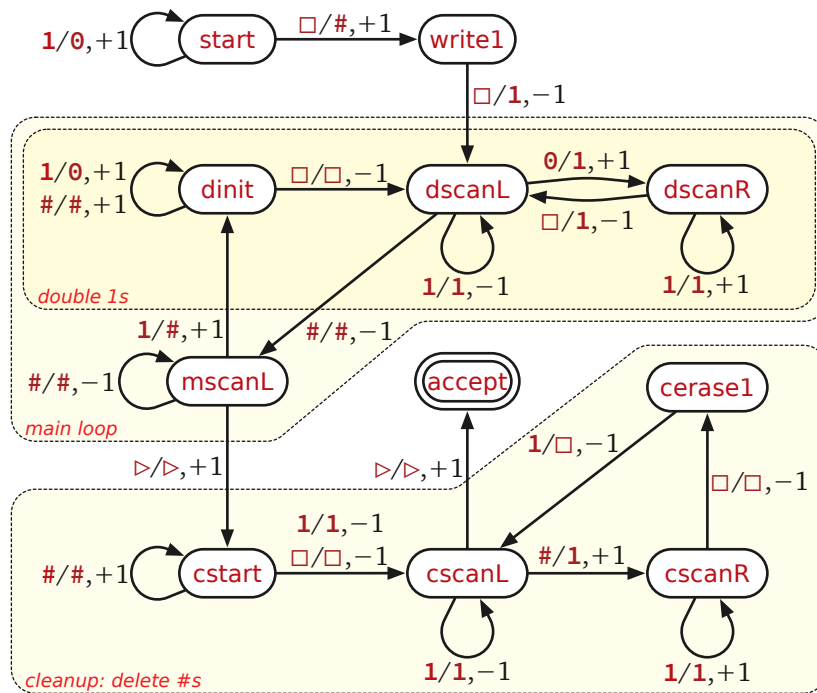 start
1/0,+1
□/#,+1
write1
□/1,−1
1/0,+1
#/#,+1
dinit
□/□,−1
dscanL
0/1,+1
□/1,−1
dscanR
1/1,−1
1/1,+1
double 1s
1/#,+1
#/#,−1
#/#,−1
mscanL
main loop
accept
cerase1
▷/▷,+1
▷/▷,+1
1/□,−1
□/□,−1
#/#,+1
cstart
1/1,−1
□/□,−1
cscanL
#/1,+1
cscanR
1/1,−1
1/1,+1
cleanup: delete #s